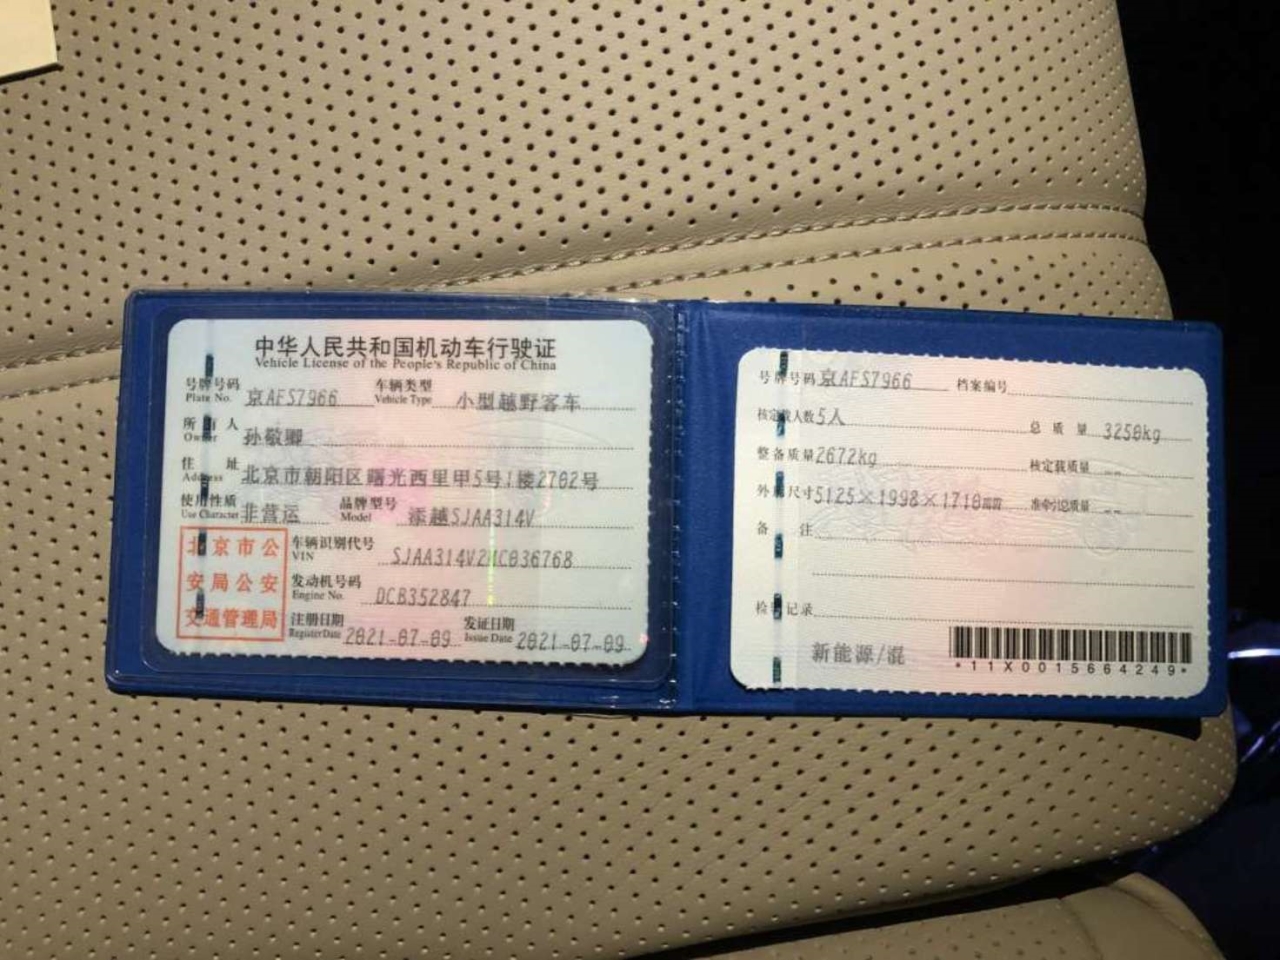 中华人民共和国机动车行驶证
Vehicle License of the People's Republic of China
号牌号码 Plate No. 京AFS7966 车辆类型 Vehicle Type 小型越野客车
所有人 Owner 孙敬卿
住址 Address 北京市朝阳区曙光西里甲5号1楼2702号
使用性质 Use Character 非营运 品牌型号 Model 添越SJAA314V
北京市公
安局公安
交通管理局
车辆识别代号 VIN SJAA314V2MC036768
发动机号码 Engine No. DCB352847
注册日期 Register Date 2021-07-09 发证日期 Issue Date 2021-07-09
号牌号码 京AFS7966 档案编号
核定载人数 5人 总质量 3250kg
整备质量 2672kg 核定载质量 --
外廓尺寸 5125×1998×1710mm 准牵引总质量 --
备注
检验记录
新能源/混
*11X0015664249*